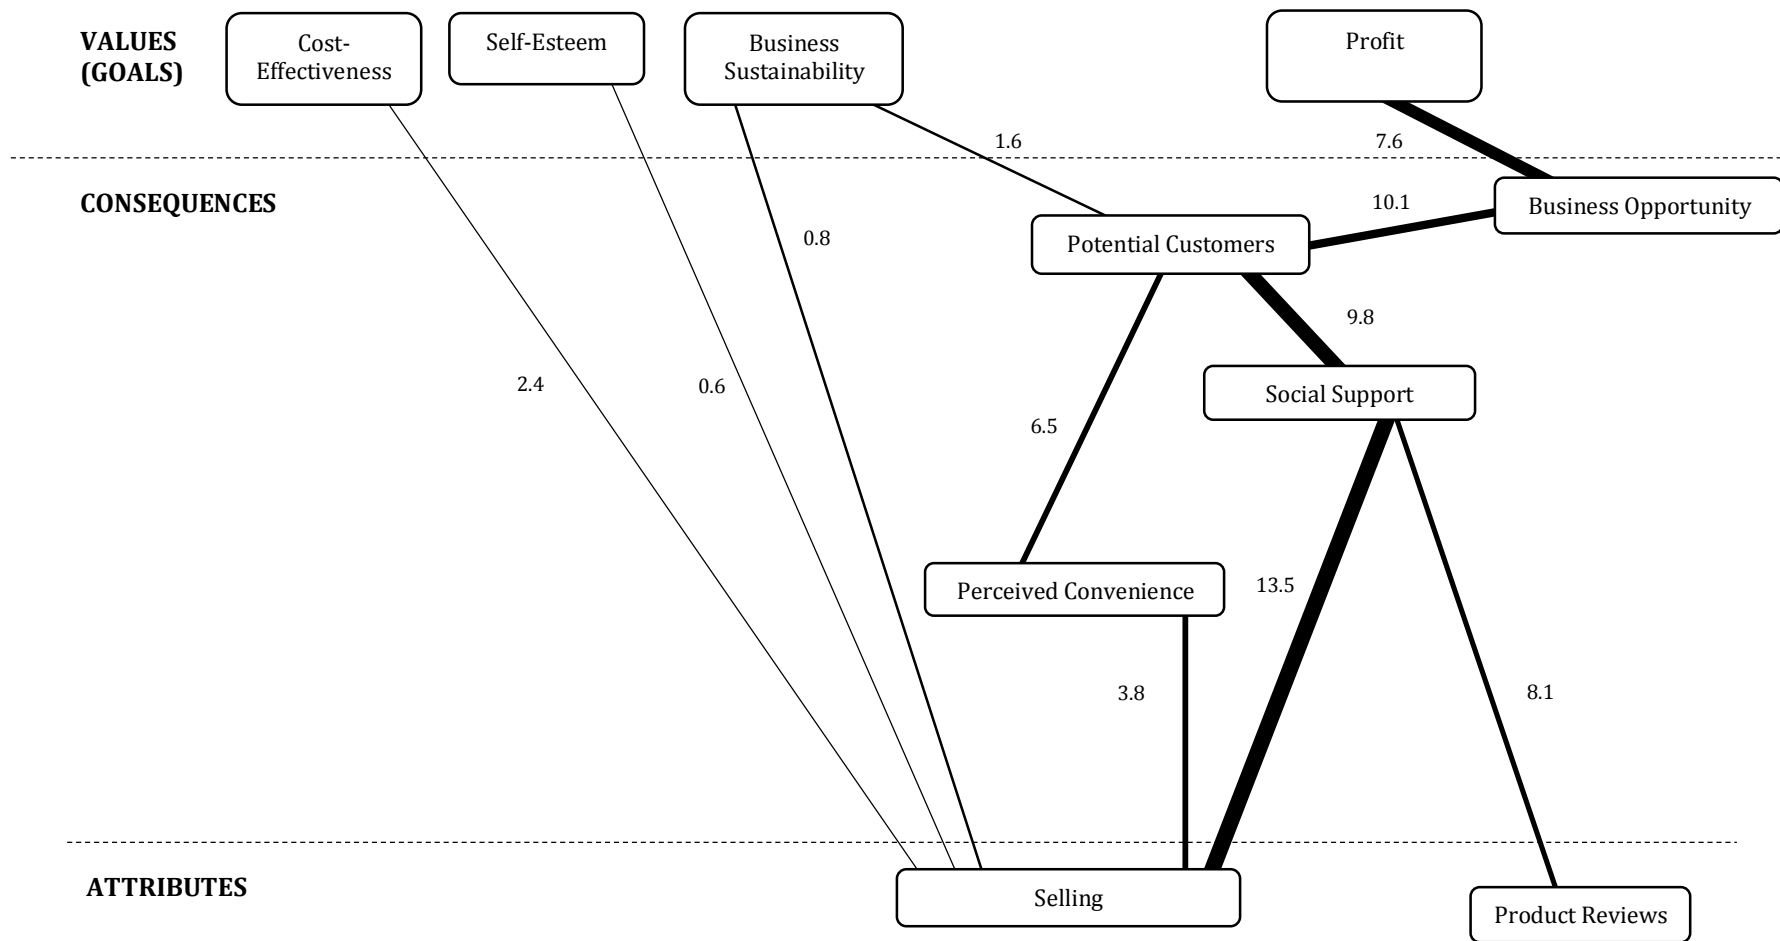 VALUES
(GOALS)
Cost-
Effectiveness
Self-Esteem
Business
Sustainability
Profit
1.6
7.6
CONSEQUENCES
Business Opportunity
10.1
Potential Customers
0.8
9.8
2.4
0.6
Social Support
6.5
Perceived Convenience
13.5
3.8
8.1
ATTRIBUTES
Selling
Product Reviews